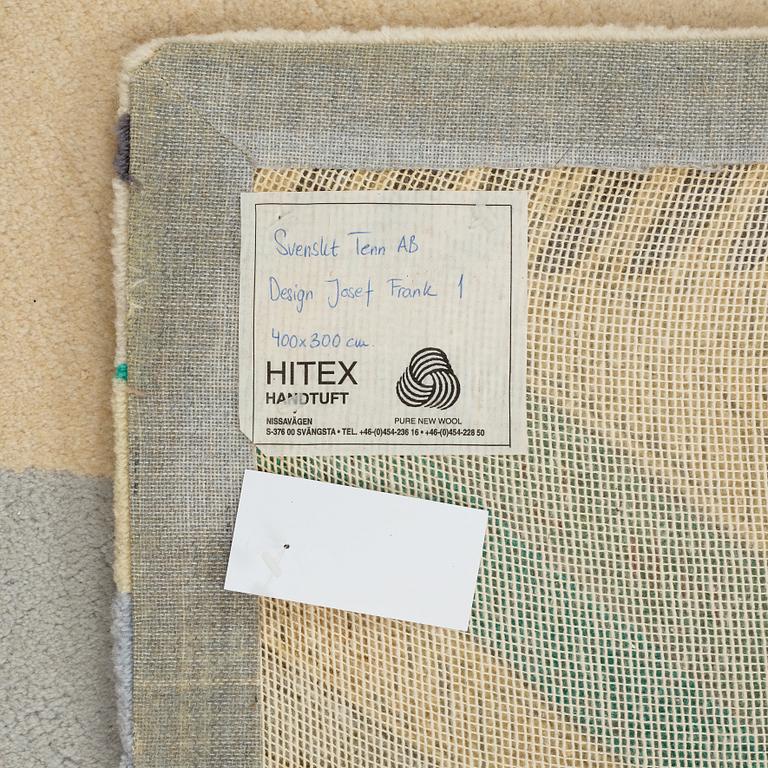 Svenskt Tenn AB
Design Josef Frank 1
400x300 cm.
HITEX
HANDTUFT
NISSAVÄGEN
PURE NEW WOOL
S-376 00 SVÄNGSTA • TEL. +46-(0)454-236 16 • +46-(0)454-228 50